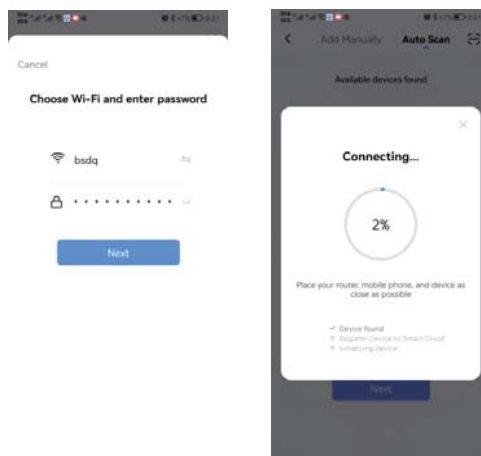 Cancel
Choose Wi-Fi and enter password
bsdq
Next
Add Manually Auto Scan
Available devices found
Connecting...
2%
Place your router, mobile phone, and device as
close as possible
Device found
Register Device to Smart Cloud
Initializing device...
Next